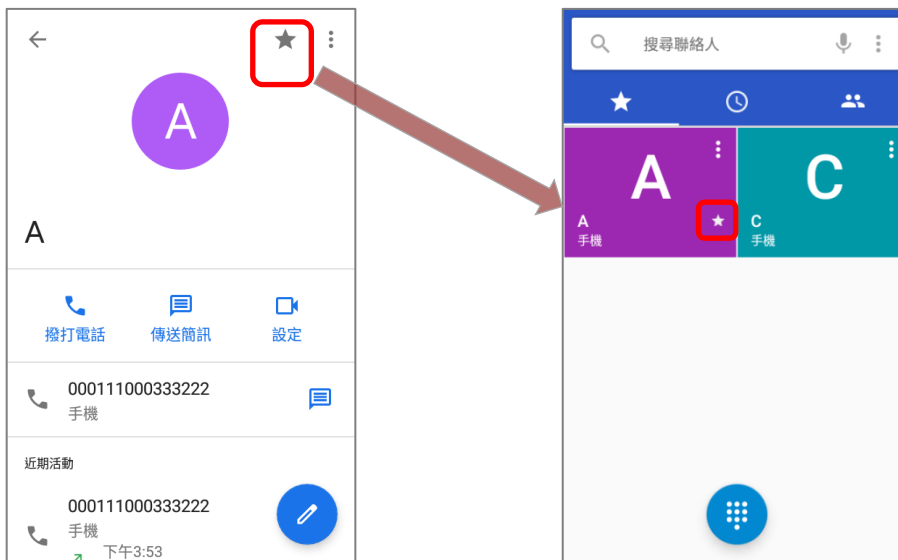 A
A
撥打電話
傳送簡訊
設定
000111000333222
手機
近期活動
000111000333222
手機
下午3:53
搜尋聯絡人
A
A
手機
C
C
手機